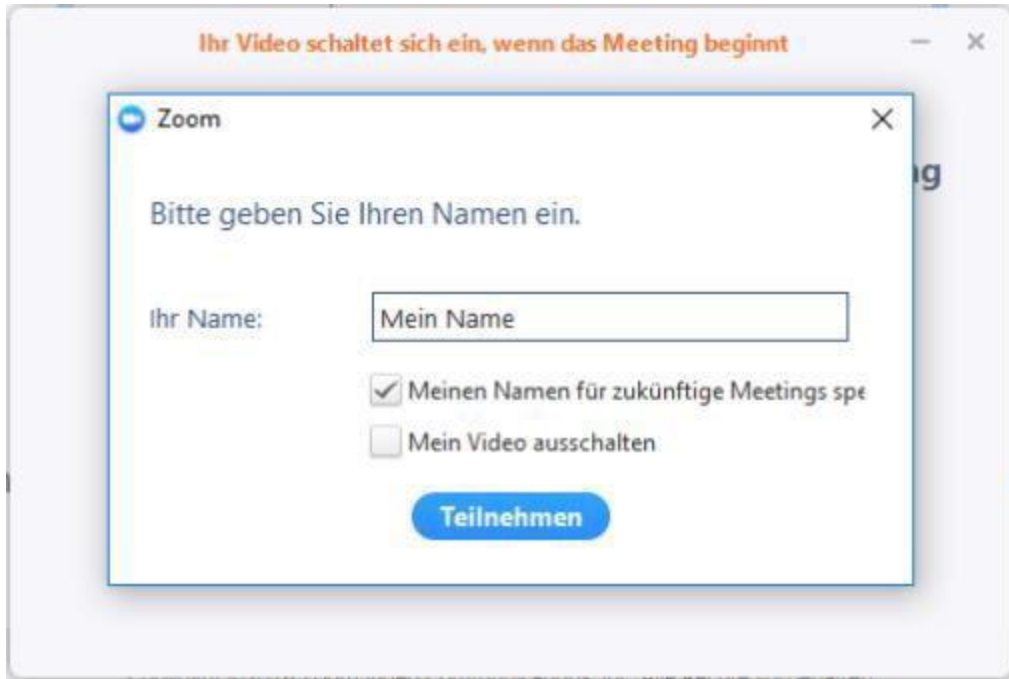 Ihr Video schaltet sich ein, wenn das Meeting beginnt
Zoom
Bitte geben Sie Ihren Namen ein.
Ihr Name:
Mein Name
Meinen Namen für zukünftige Meetings spe
Mein Video ausschalten
Teilnehmen